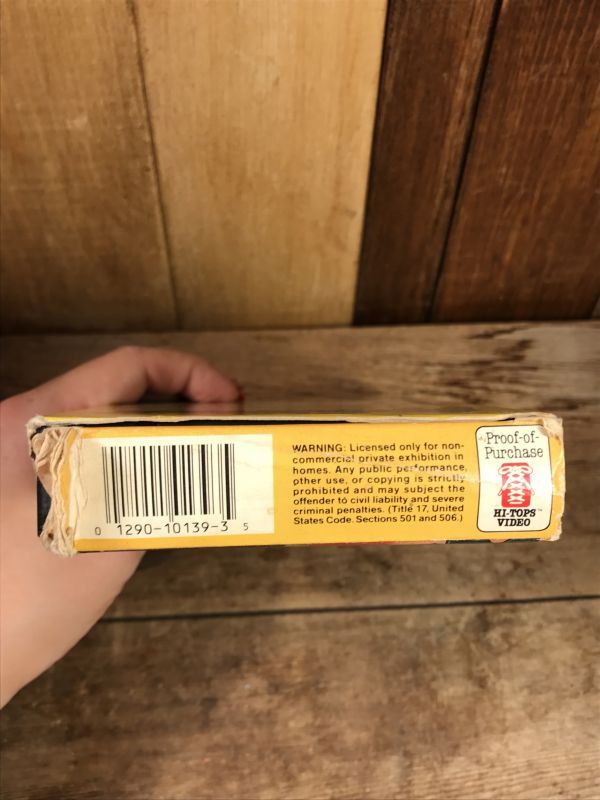 0 1290-10139-3 5
WARNING: Licensed only for non-
commercial private exhibition in
homes. Any public performance,
other use, or copying is strictly
prohibited and may subject the
offender to civil liability and severe
criminal penalties. (Title 17, United
States Code. Sections 501 and 506.)
Proof-of-
Purchase
HI-TOPS™
VIDEO